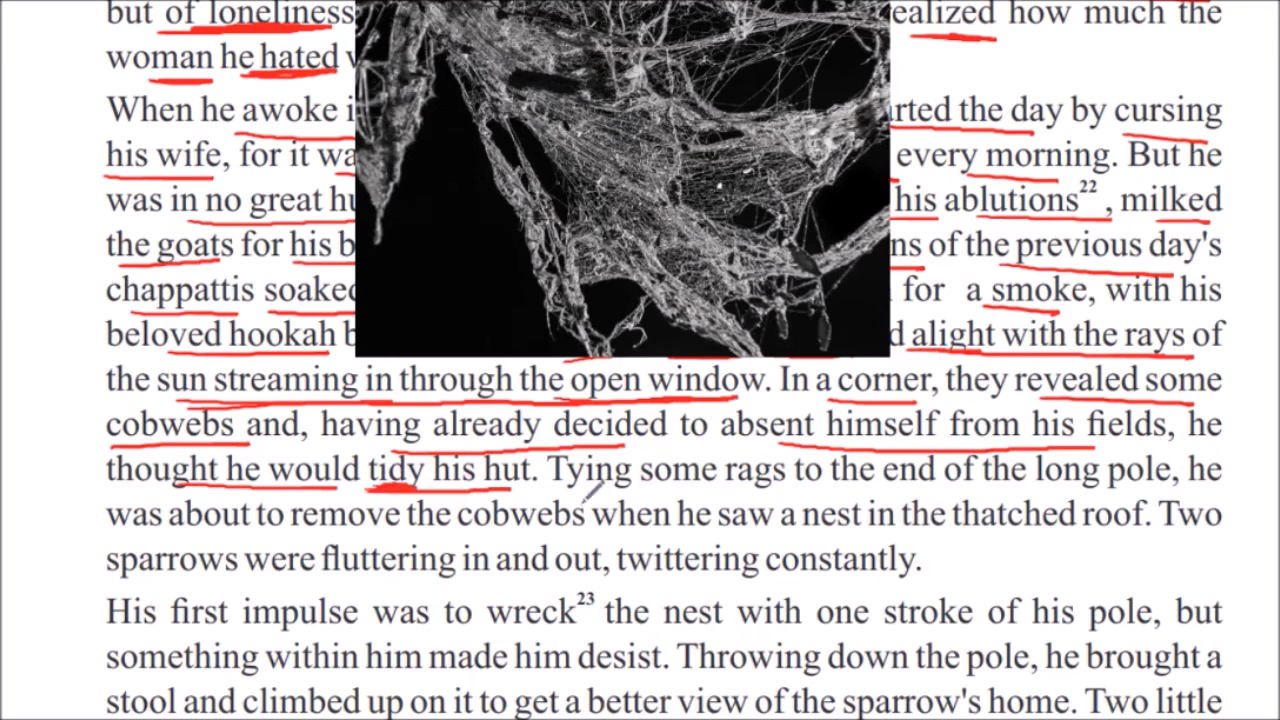 but of loneliness ealized how much the
woman he hated
When he awoke i arted the day by cursing
his wife, for it wa every morning. But he
was in no great hu his ablutions²² , milked
the goats for his b ns of the previous day's
chappattis soaked for a smoke, with his
beloved hookah b d alight with the rays of
the sun streaming in through the open window. In a corner, they revealed some
cobwebs and, having already decided to absent himself from his fields, he
thought he would tidy his hut. Tying some rags to the end of the long pole, he
was about to remove the cobwebs when he saw a nest in the thatched roof. Two
sparrows were fluttering in and out, twittering constantly.
His first impulse was to wreck²³ the nest with one stroke of his pole, but
something within him made him desist. Throwing down the pole, he brought a
stool and climbed up on it to get a better view of the sparrow's home. Two little